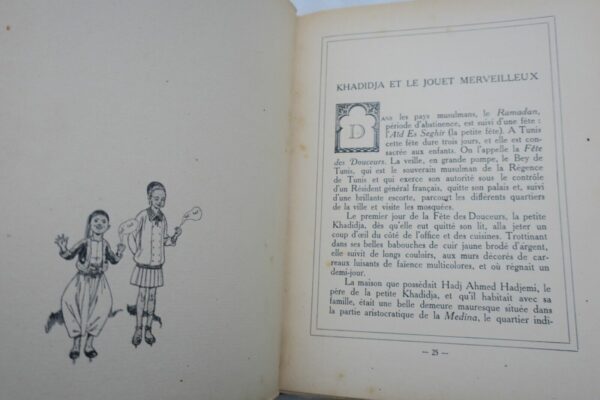 KHADIDJA ET LE JOUET MERVEILLEUX
DANS les pays musulmans, le Ramadan,
période d'abstinence, est suivi d'une fête :
l'Aïd Es Seghir (la petite fête). A Tunis
cette fête dure trois jours, et elle est con-
sacrée aux enfants. On l'appelle la Fête
des Douceurs. La veille, en grande pompe, le Bey de
Tunis, qui est le souverain musulman de la Régence
de Tunis et qui exerce son autorité sous le contrôle
d'un Résident général français, quitte son palais et, suivi
d'une brillante escorte, parcourt les différents quartiers
de la ville et visite les mosquées.
Le premier jour de la Fête des Douceurs, la petite
Khadidja, dès qu'elle eut quitté son lit, alla jeter un
coup d'œil du côté de l'office et des cuisines. Trottinant
dans ses belles babouches de cuir jaune brodé d'argent,
elle suivit de longs couloirs, aux murs décorés de car-
reaux luisants de faïence multicolores, et où régnait un
demi-jour.
La maison que possédait Hadj Ahmed Hadjemi, le
père de la petite Khadidja, et qu'il habitait avec sa
famille, était une belle demeure mauresque située dans
la partie aristocratique de la Medina, le quartier indi-
— 25 —